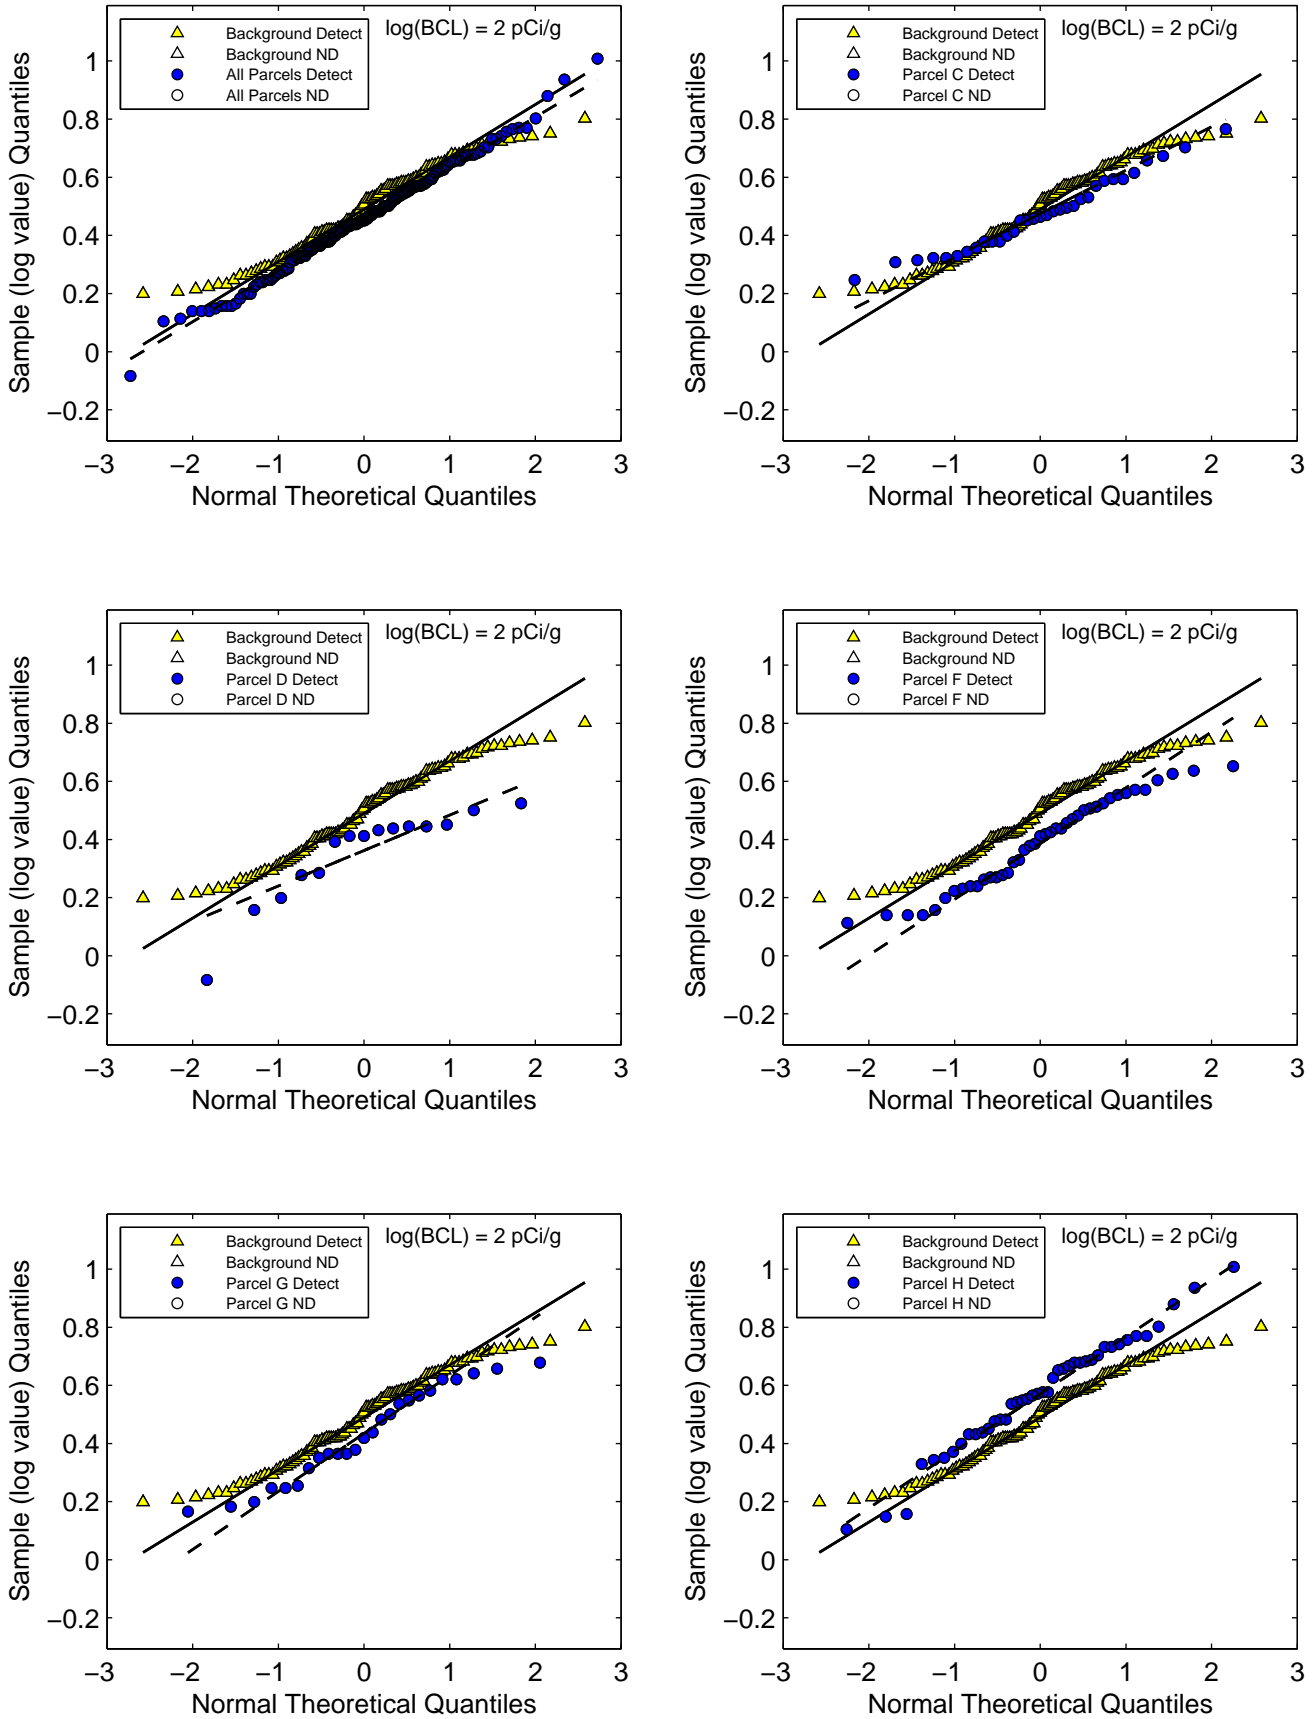 Background Detect
Background ND
All Parcels Detect
All Parcels ND
log(BCL) = 2 pCi/g
Sample (log value) Quantiles
1
0.8
0.6
0.4
0.2
0
−0.2
−3 −2 −1 0 1 2 3
Normal Theoretical Quantiles
Background Detect
Background ND
Parcel C Detect
Parcel C ND
log(BCL) = 2 pCi/g
Sample (log value) Quantiles
1
0.8
0.6
0.4
0.2
0
−0.2
−3 −2 −1 0 1 2 3
Normal Theoretical Quantiles
Background Detect
Background ND
Parcel D Detect
Parcel D ND
log(BCL) = 2 pCi/g
Sample (log value) Quantiles
1
0.8
0.6
0.4
0.2
0
−0.2
−3 −2 −1 0 1 2 3
Normal Theoretical Quantiles
Background Detect
Background ND
Parcel F Detect
Parcel F ND
log(BCL) = 2 pCi/g
Sample (log value) Quantiles
1
0.8
0.6
0.4
0.2
0
−0.2
−3 −2 −1 0 1 2 3
Normal Theoretical Quantiles
Background Detect
Background ND
Parcel G Detect
Parcel G ND
log(BCL) = 2 pCi/g
Sample (log value) Quantiles
1
0.8
0.6
0.4
0.2
0
−0.2
−3 −2 −1 0 1 2 3
Normal Theoretical Quantiles
Background Detect
Background ND
Parcel H Detect
Parcel H ND
log(BCL) = 2 pCi/g
Sample (log value) Quantiles
1
0.8
0.6
0.4
0.2
0
−0.2
−3 −2 −1 0 1 2 3
Normal Theoretical Quantiles